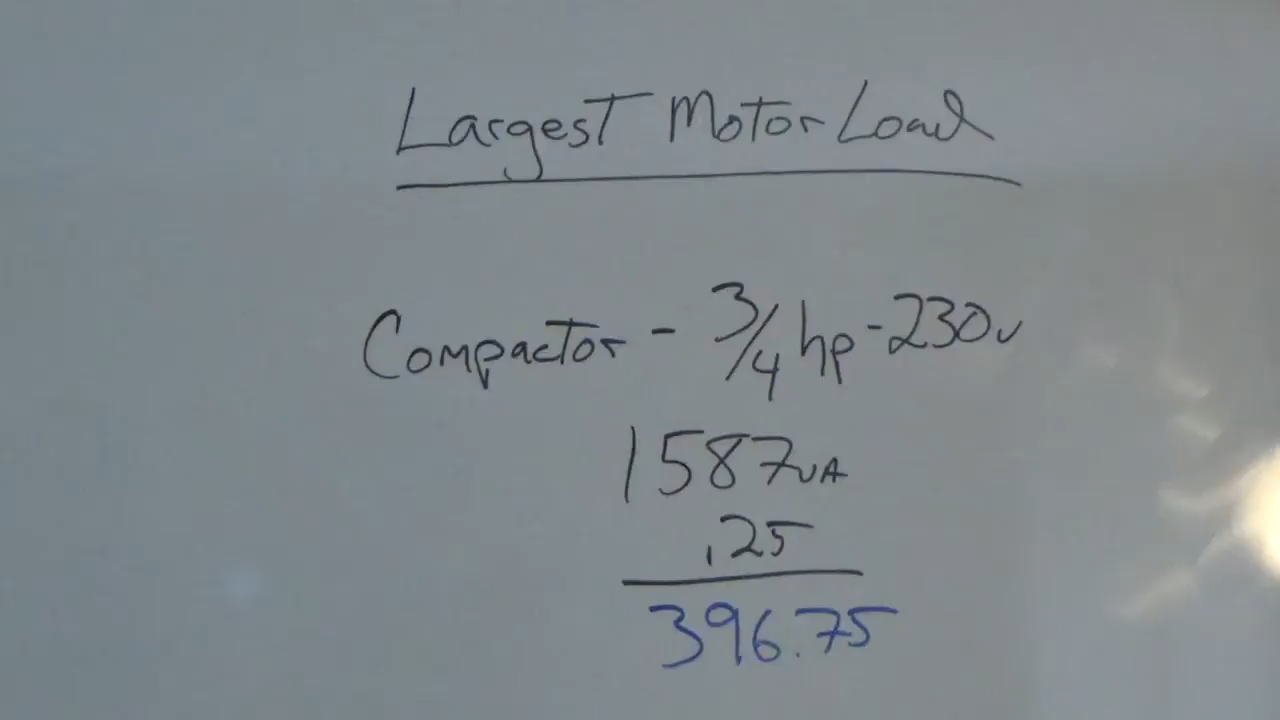 Largest Motor Load
Compactor - 3/4 hp - 230v
1587VA
.25
396.75